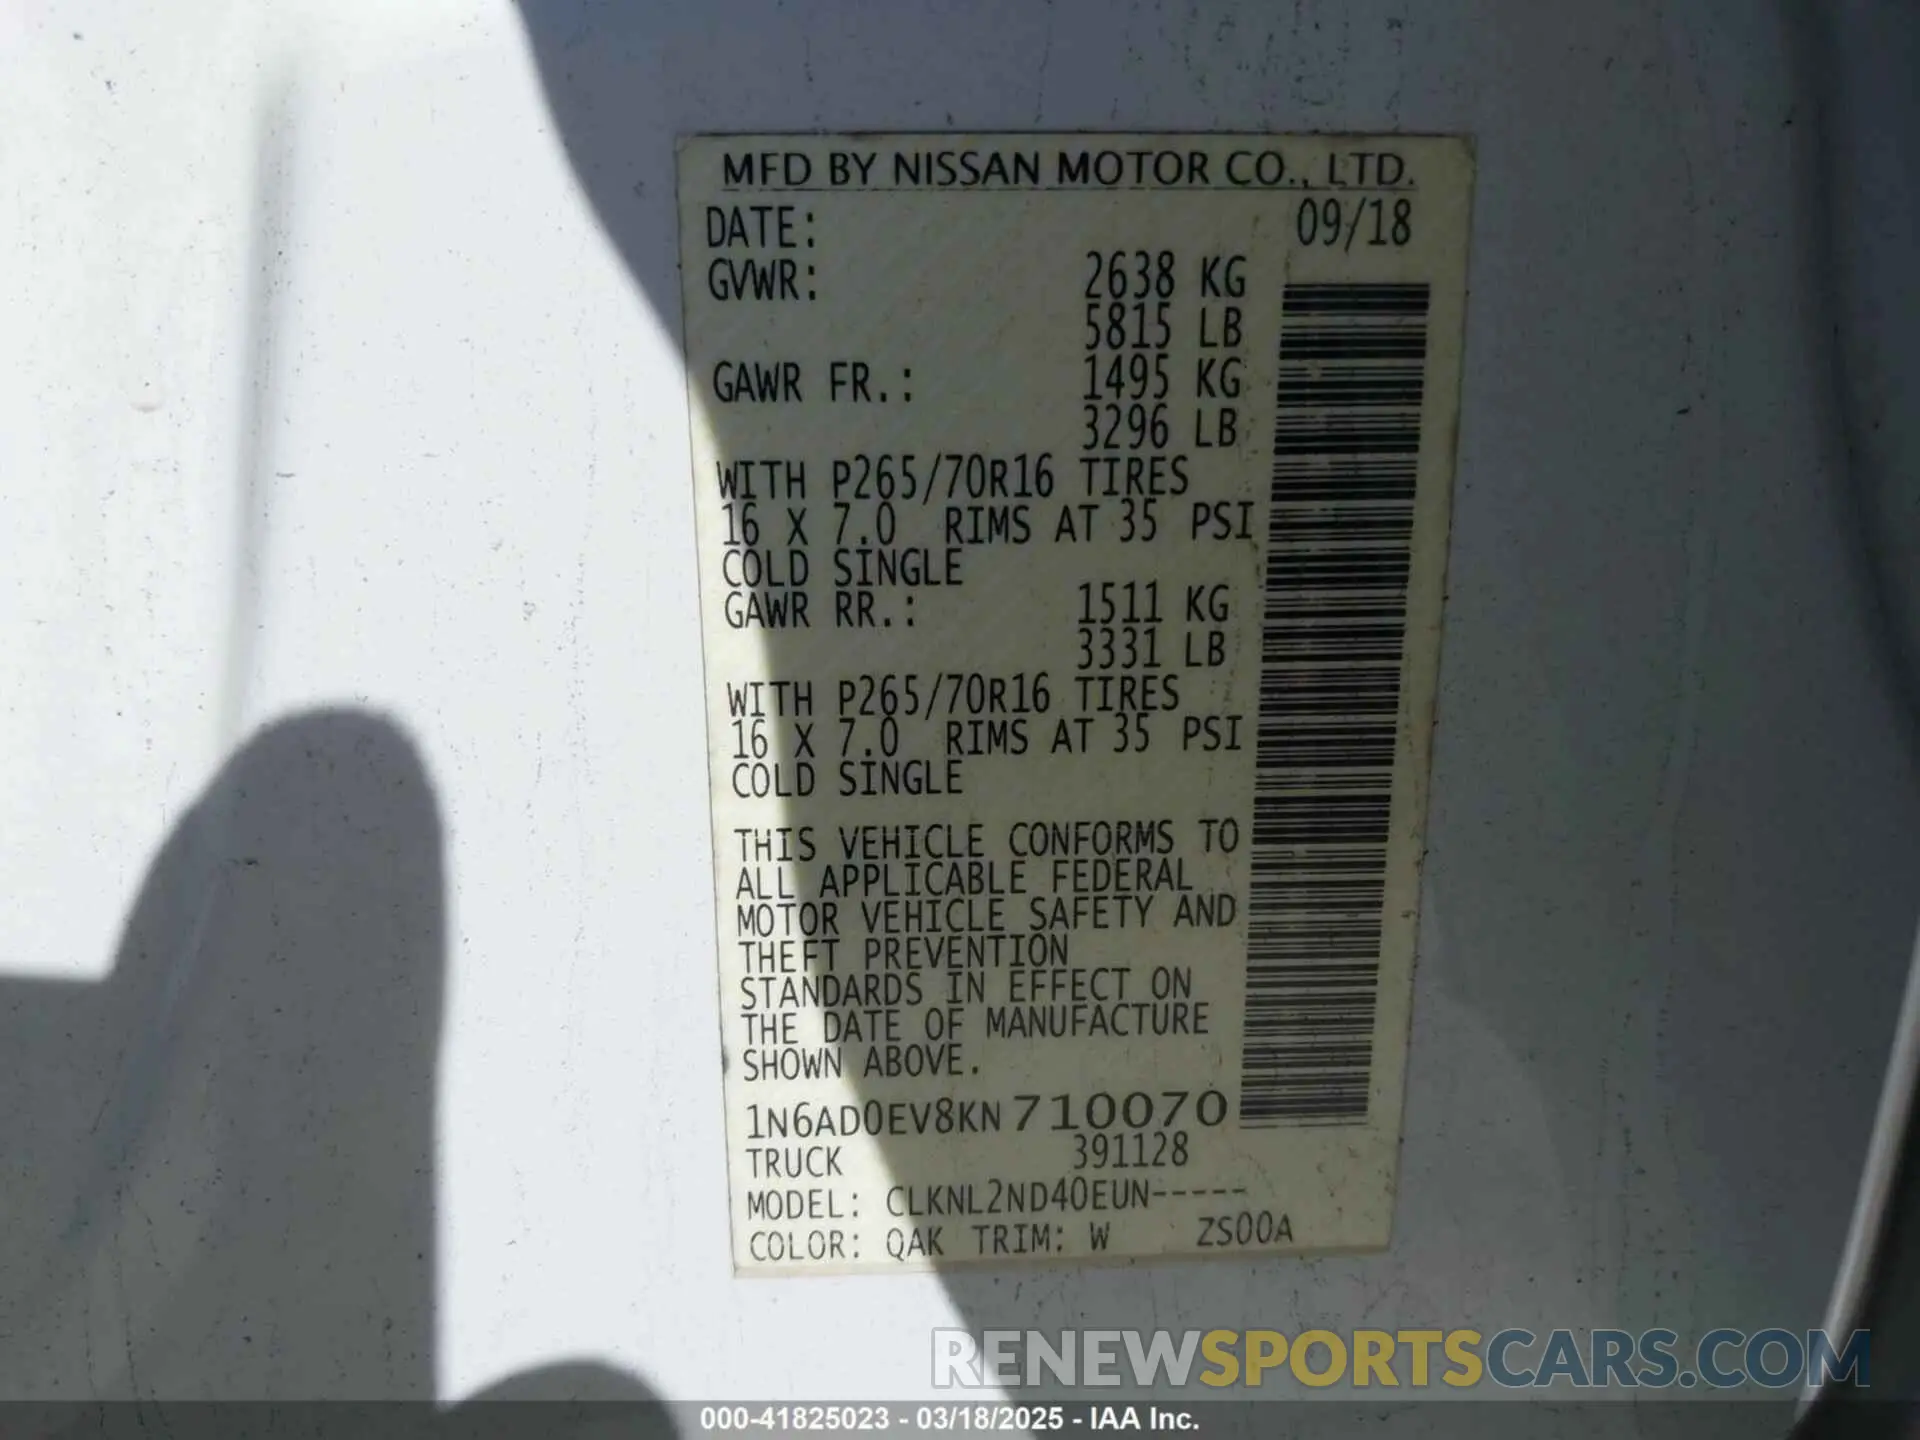 MFD BY NISSAN MOTOR CO., LTD.
DATE: 09/18
GVWR: 2638 KG
5815 LB
GAWR FR.: 1495 KG
3296 LB
WITH P265/70R16 TIRES
16 X 7.0 RIMS AT 35 PSI
COLD SINGLE
GAWR RR.: 1511 KG
3331 LB
WITH P265/70R16 TIRES
16 X 7.0 RIMS AT 35 PSI
COLD SINGLE
THIS VEHICLE CONFORMS TO
ALL APPLICABLE FEDERAL
MOTOR VEHICLE SAFETY AND
THEFT PREVENTION
STANDARDS IN EFFECT ON
THE DATE OF MANUFACTURE
SHOWN ABOVE.
1N6AD0EV8KN710070
TRUCK 391128
MODEL: CLKNL2ND40EUN-----
COLOR: QAK TRIM: W ZS00A
RENEWSPORTSCARS.COM
000-41825023 - 03/18/2025 - IAA Inc.